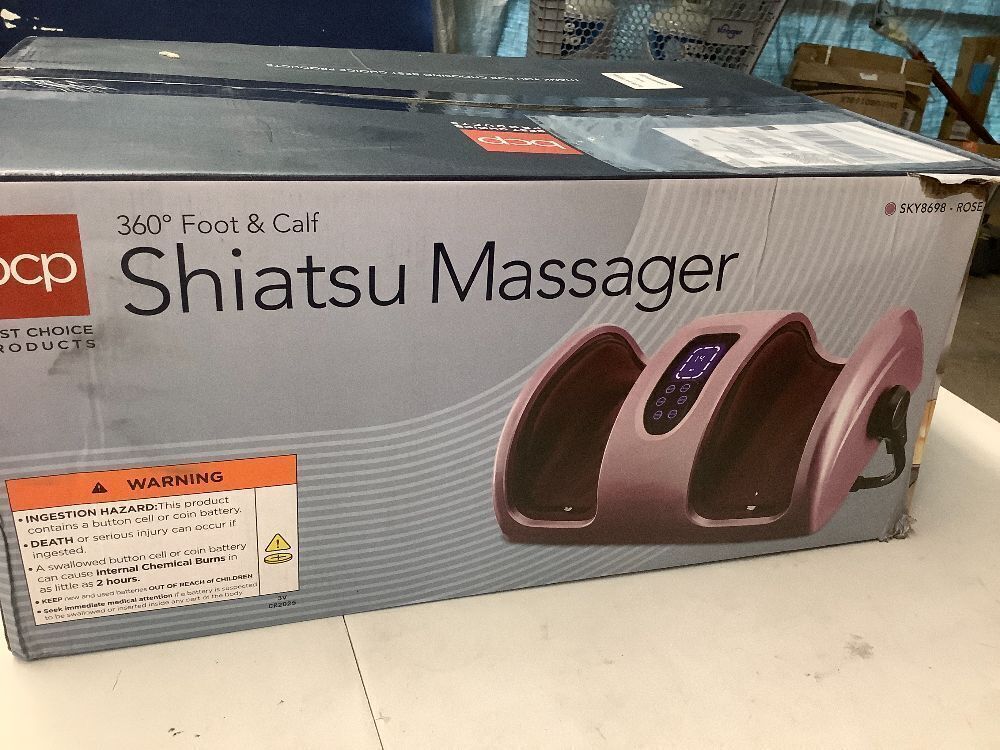 bcp
360° Foot & Calf
Shiatsu Massager
SKY8698 - ROSE
bcp
ST CHOICE
RODUCTS
WARNING
• INGESTION HAZARD: This product
contains a button cell or coin battery.
• DEATH or serious injury can occur if
ingested.
• A swallowed button cell or coin battery
can cause Internal Chemical Burns in
as little as 2 hours.
• KEEP new and used batteries OUT OF REACH of CHILDREN
• Seek immediate medical attention if a battery is suspected
to be swallowed or inserted inside any part of the body.
3V
CR2025